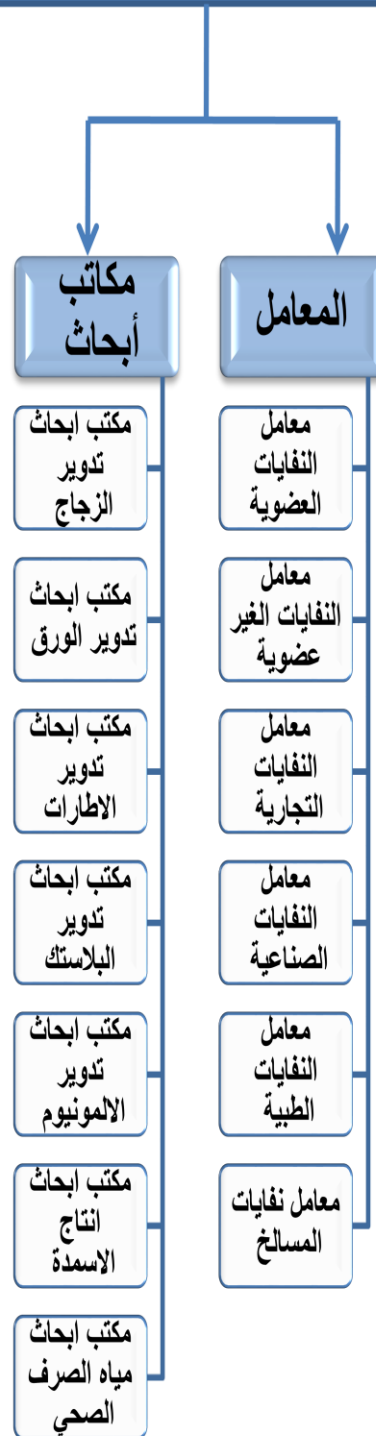 المعامل
معامل
النفايات
العضوية
معامل
النفايات الغير
عضوية
معامل
النفايات
التجارية
معامل
النفايات
الصناعية
معامل
النفايات
الطبية
معامل نفايات
المسالخ
مكاتب
أبحاث
مكتب ابحاث
تدوير
الزجاج
مكتب ابحاث
تدوير الورق
مكتب ابحاث
تدوير
الاطارات
مكتب ابحاث
تدوير
البلاستك
مكتب ابحاث
تدوير
الالمونيوم
مكتب ابحاث
انتاج
الاسمدة
مكتب ابحاث
مياه الصرف
الصحي